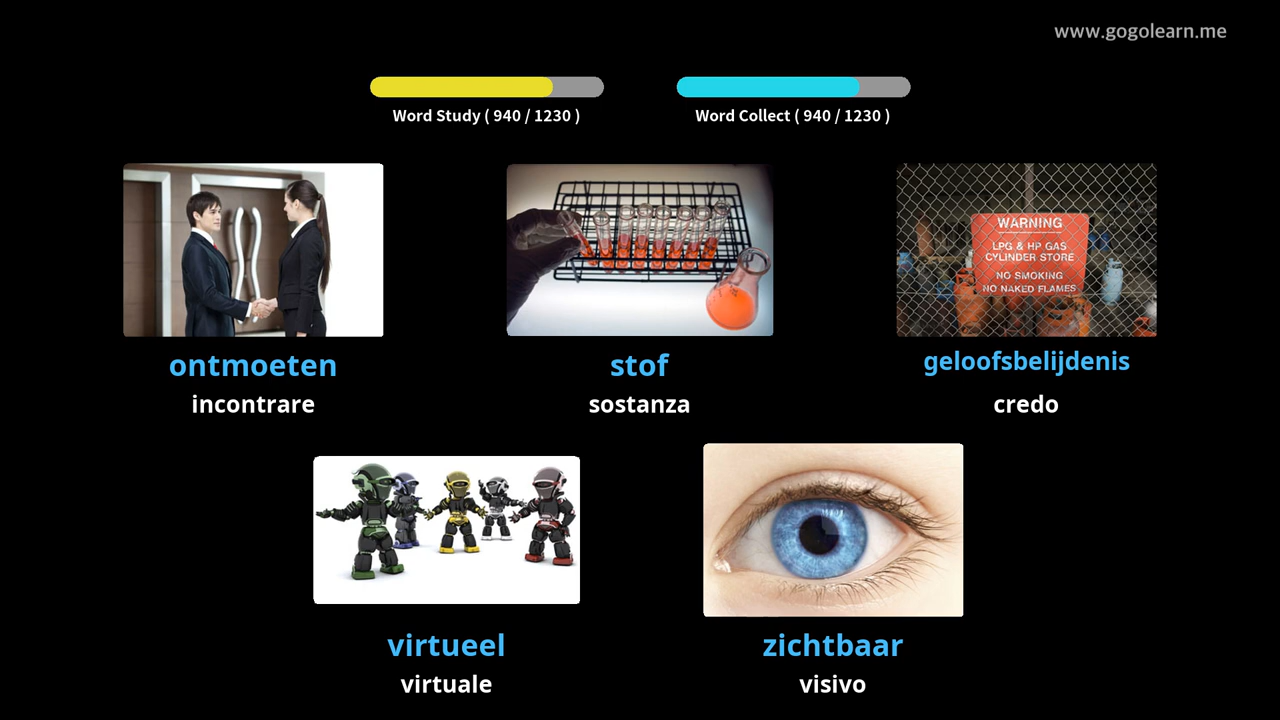 www.gogolearn.me
Word Study ( 940 / 1230 )
Word Collect ( 940 / 1230 )
WARNING
LPG & HP GAS
CYLINDER STORE
NO SMOKING
NO NAKED FLAMES
ontmoeten
incontrare
stof
sostanza
geloofsbelijdenis
credo
virtueel
virtuale
zichtbaar
visivo